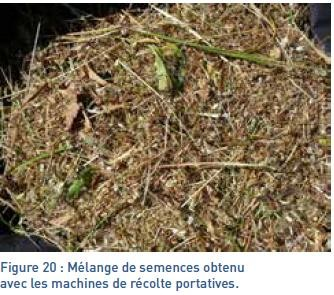 Figure 20 : Mélange de semences obtenu
avec les machines de récolte portatives.